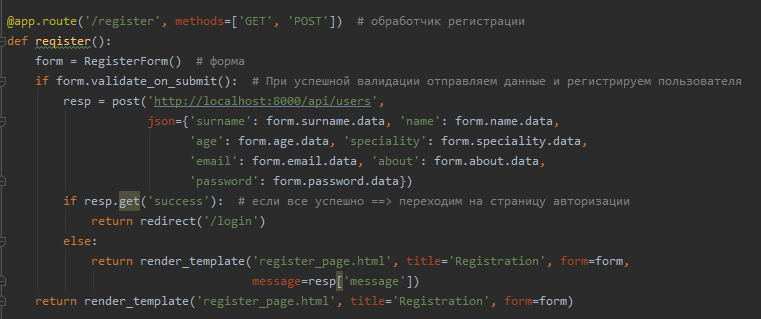 @app.route('/register', methods=['GET', 'POST'])  # обработчик регистрации
def register():
    form = RegisterForm()  # форма
    if form.validate_on_submit():  # При успешной валидации отправляем данные и регистрируем пользователя
        resp = post('http://localhost:8000/api/users',
                    json={'surname': form.surname.data, 'name': form.name.data,
                          'age': form.age.data, 'speciality': form.speciality.data,
                          'email': form.email.data, 'about': form.about.data,
                          'password': form.password.data})
        if resp.get('success'):  # если все успешно ==> переходим на страницу авторизации
            return redirect('/login')
        else:
            return render_template('register_page.html', title='Registration', form=form,
                                   message=resp['message'])
    return render_template('register_page.html', title='Registration', form=form)